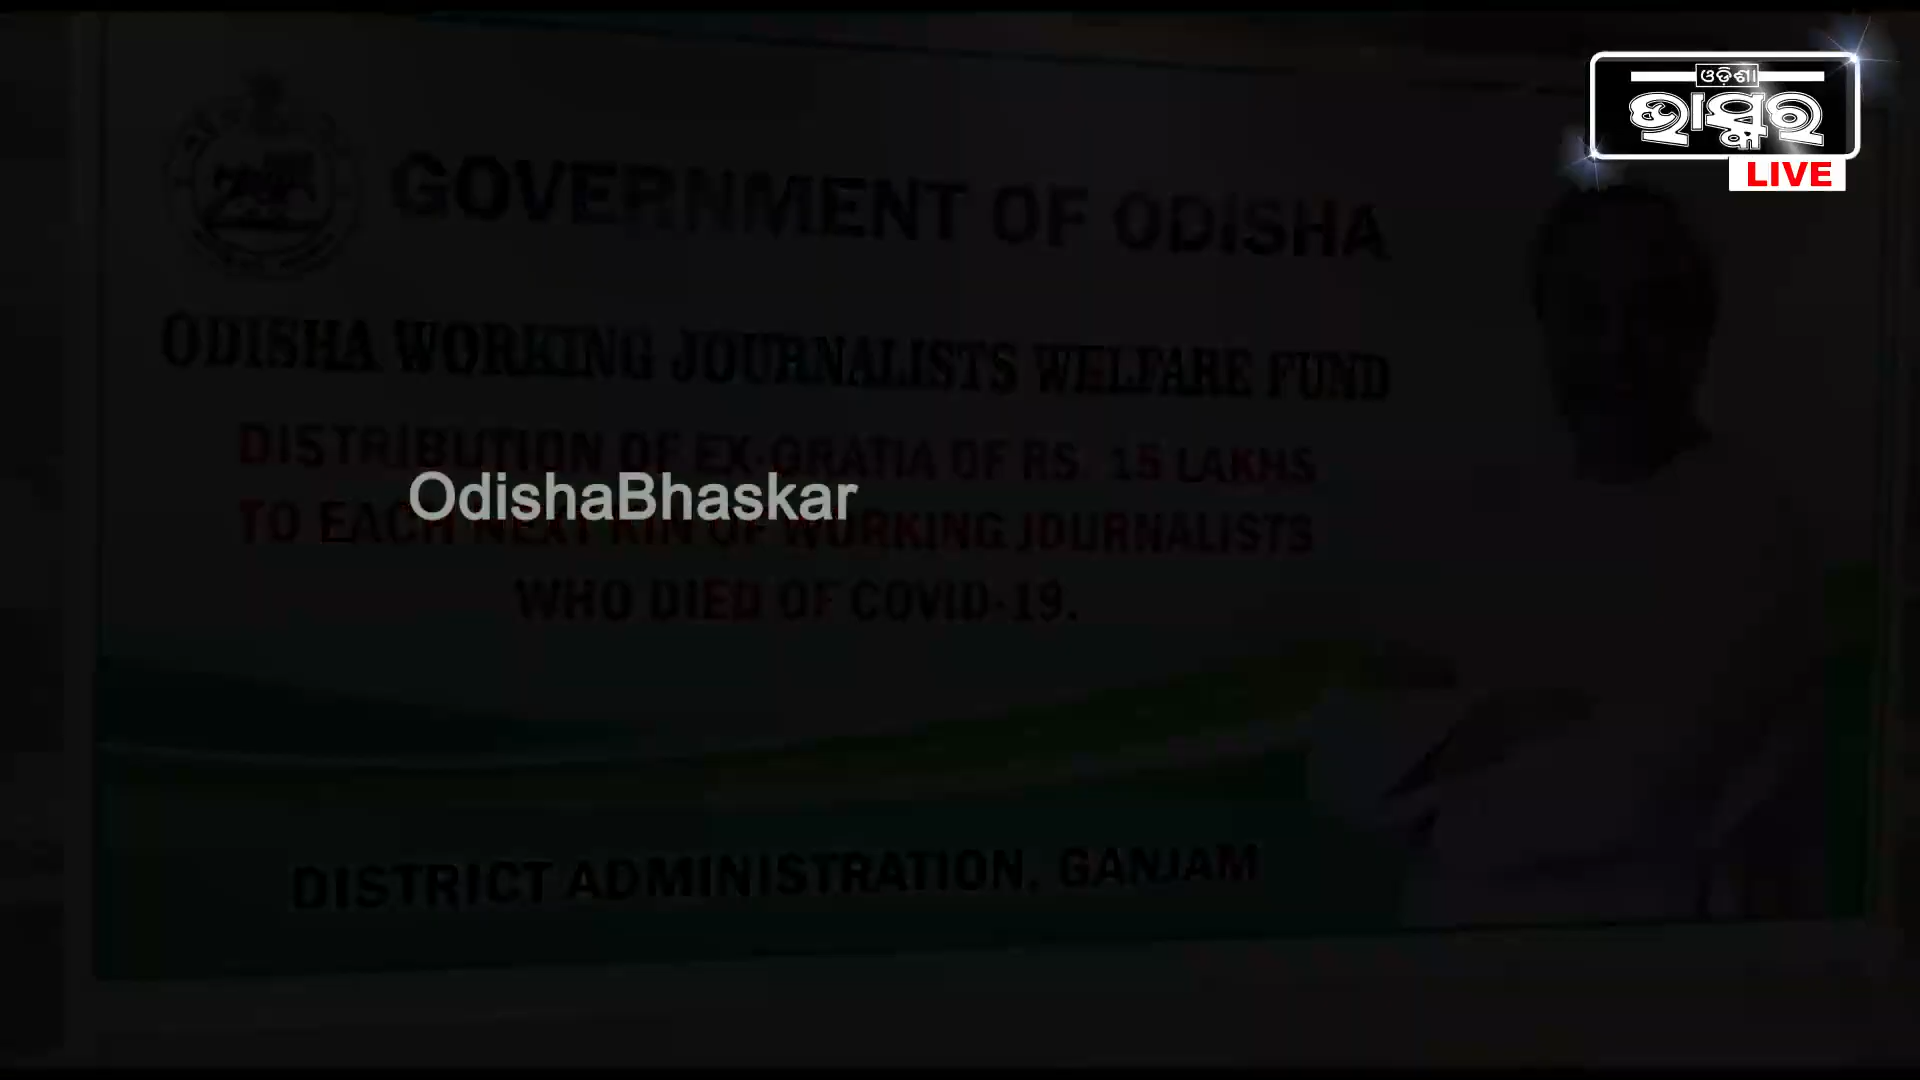 ଓଡ଼ିଶା
ଭାସ୍କର
LIVE
GOVERNMENT OF ODISHA
ODISHA WORKING JOURNALISTS WELFARE FUND
DISTRIBUTION OF EX-GRATIA OF RS. 15 LAKHS
OdishaBhaskar
TO EACH NEXT KIN OF WORKING JOURNALISTS
WHO DIED OF COVID-19.
DISTRICT ADMINISTRATION, GANJAM